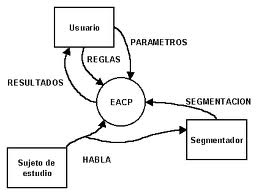 Usuario
PARAMETROS
REGLAS
RESULTADOS
EACP
SEGMENTACION
Segmentador
Sujeto de
estudio
HABLA